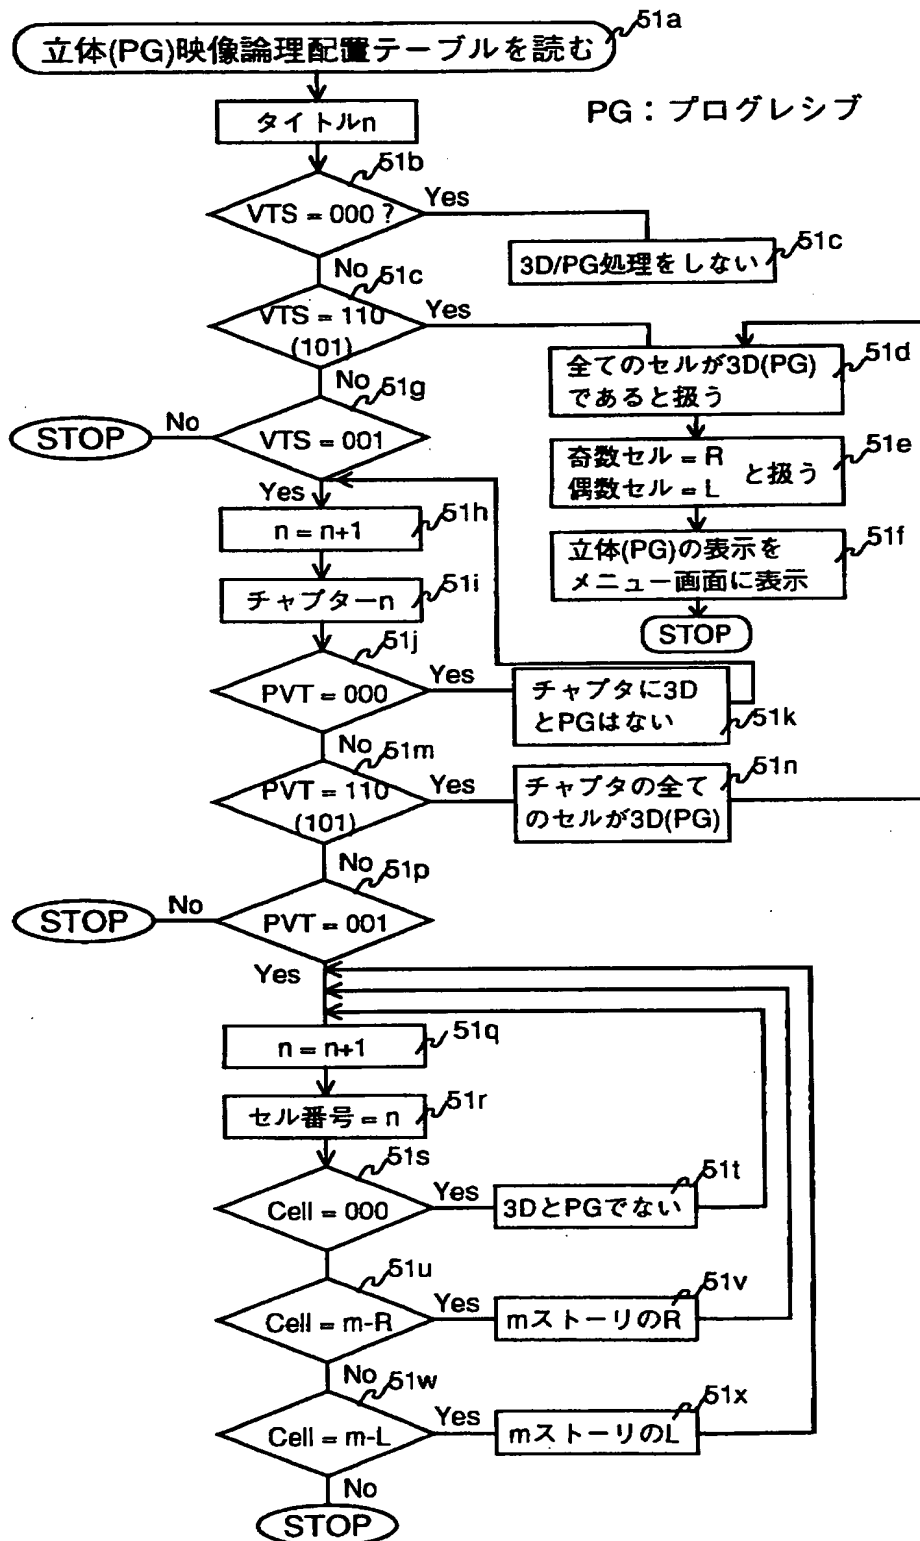 立体(PG)映像論理配置テーブルを読む
51a
タイトルn
PG：プログレシブ
51b
VTS = 000 ?
Yes
No
3D/PG処理をしない
51c
51c
VTS = 110
(101)
Yes
No
全てのセルが3D(PG)
であると扱う
51d
51g
VTS = 001
No
STOP
Yes
奇数セル = R
偶数セル = L
と扱う
51e
n = n+1
51h
立体(PG)の表示を
メニュー画面に表示
51f
チャプターn
51i
STOP
51j
PVT = 000
Yes
No
チャプタに3D
とPGはない
51k
51m
PVT = 110
(101)
Yes
No
チャプタの全て
のセルが3D(PG)
51n
51p
PVT = 001
No
STOP
Yes
n = n+1
51q
セル番号 = n
51r
51s
Cell = 000
Yes
3DとPGでない
51t
51u
Cell = m-R
Yes
No
mストーリのR
51v
51w
Cell = m-L
Yes
mストーリのL
51x
No
STOP